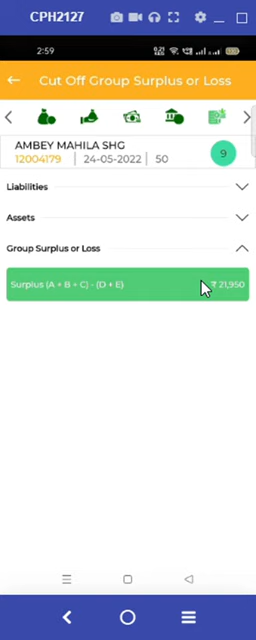 CPH2127
2:59
Cut Off Group Surplus or Loss
AMBEY MAHILA SHG
12004179 | 24-05-2022 | 50
9
Liabilities
Assets
Group Surplus or Loss
Surplus (A + B + C) - (D + E) ₹ 21,950